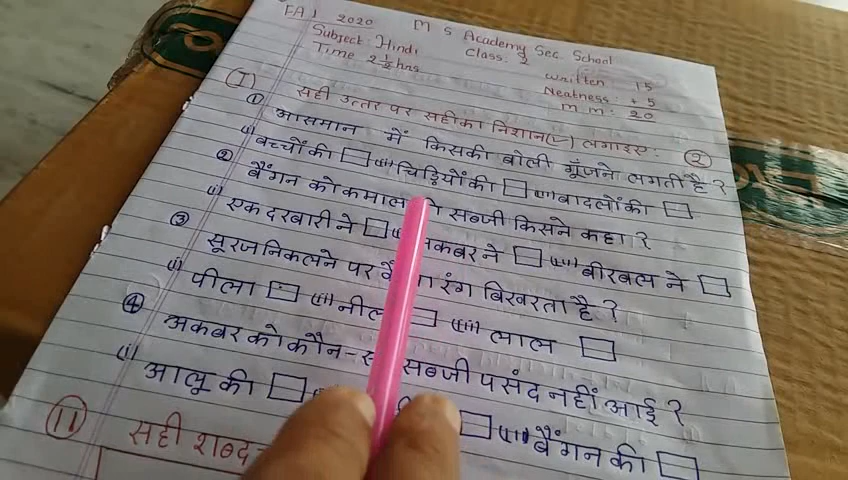 FA 1 2020 M S Academy Sec. School
Subject: Hindi Class: 2
Time 2 1/2 hrs written 15
Neatness: + 5
M M: 20
(I) सही उत्तर पर सही का निशान(✓) लगाइए: (2)
① आसमान में किसकी बोली गूँजने लगती है?
(i) बच्चों की □ (ii) चिड़ियों की □ (iii) बादलों की □
② बैंगन को कमाल सब्जी किसने कहा?
(i) एक दरबारी ने □ अकबर ने □ (iii) बीरबल ने □
③ सूरज निकलने पर रंग बिखरता है?
(i) पीला □ (ii) □ (iii) लाल □
④ अकबर को कौन- सब्जी पसंद नहीं आई?
(i) आलू की □ □ (iii) बैंगन की □
(II) सही शब्द